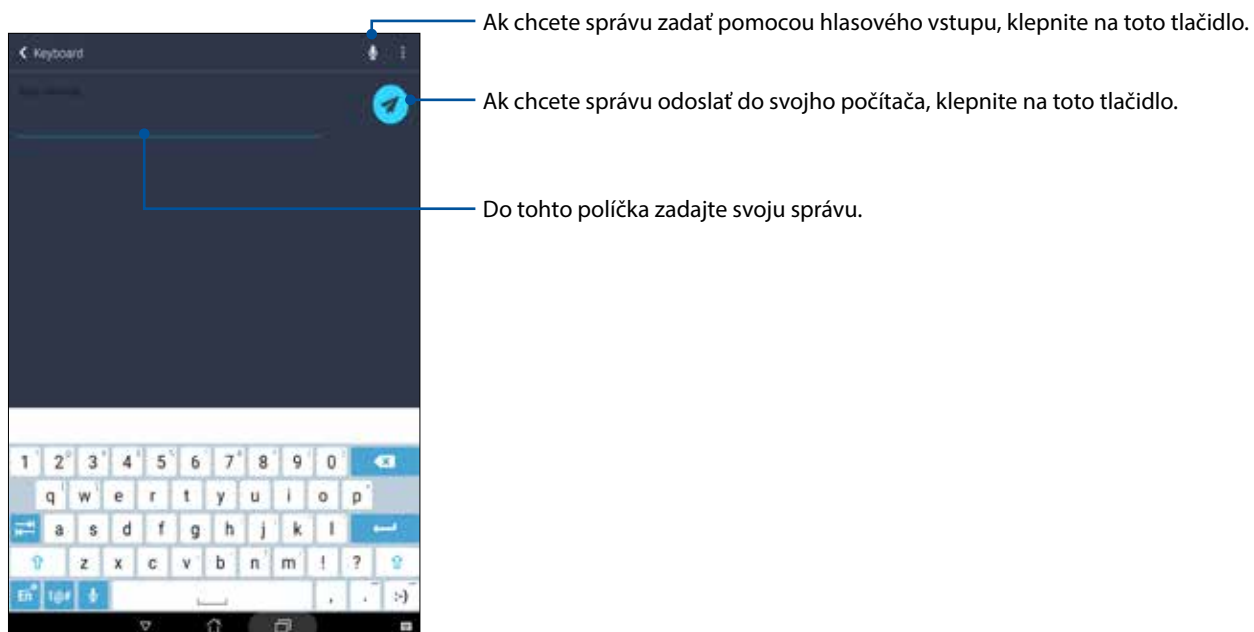 Ak chcete správu zadať pomocou hlasového vstupu, klepnite na toto tlačidlo.
Keyboard
Ak chcete správu odoslať do svojho počítača, klepnite na toto tlačidlo.
Do tohto políčka zadajte svoju správu.
1 2 3 4 5 6 7 8 9 0
q w e r t y u i o p
a s d f g h j k l
z x c v b n m ! ?
En 1@# , . :-)